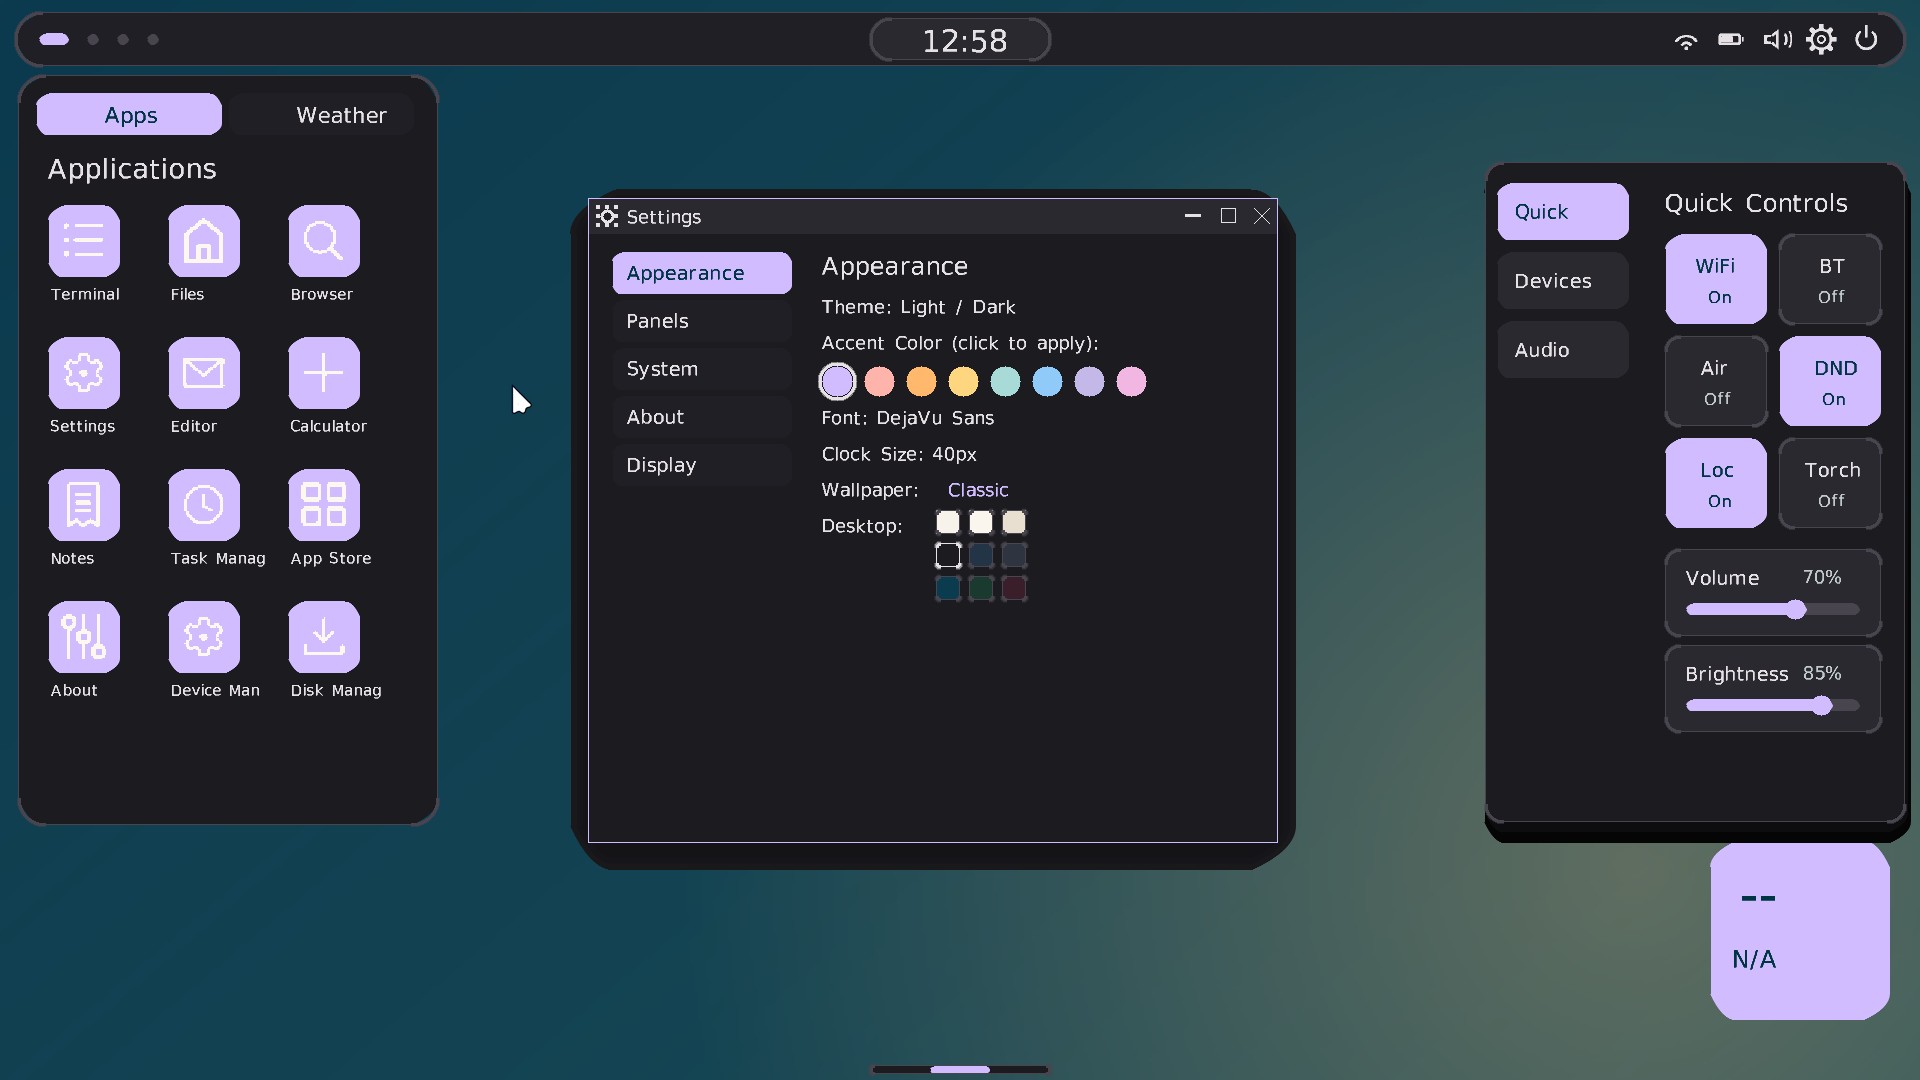 12:58
Apps Weather
Applications
Terminal Files Browser
Settings Editor Calculator
Notes Task Manag App Store
About Device Man Disk Manag
Settings
Appearance
Panels
System
About
Display
Appearance
Theme: Light / Dark
Accent Color (click to apply):
Font: DejaVu Sans
Clock Size: 40px
Wallpaper: Classic
Desktop:
Quick
Devices
Audio
Quick Controls
WiFi BT
On Off
Air DND
Off On
Loc Torch
On Off
Volume 70%
Brightness 85%
--
N/A